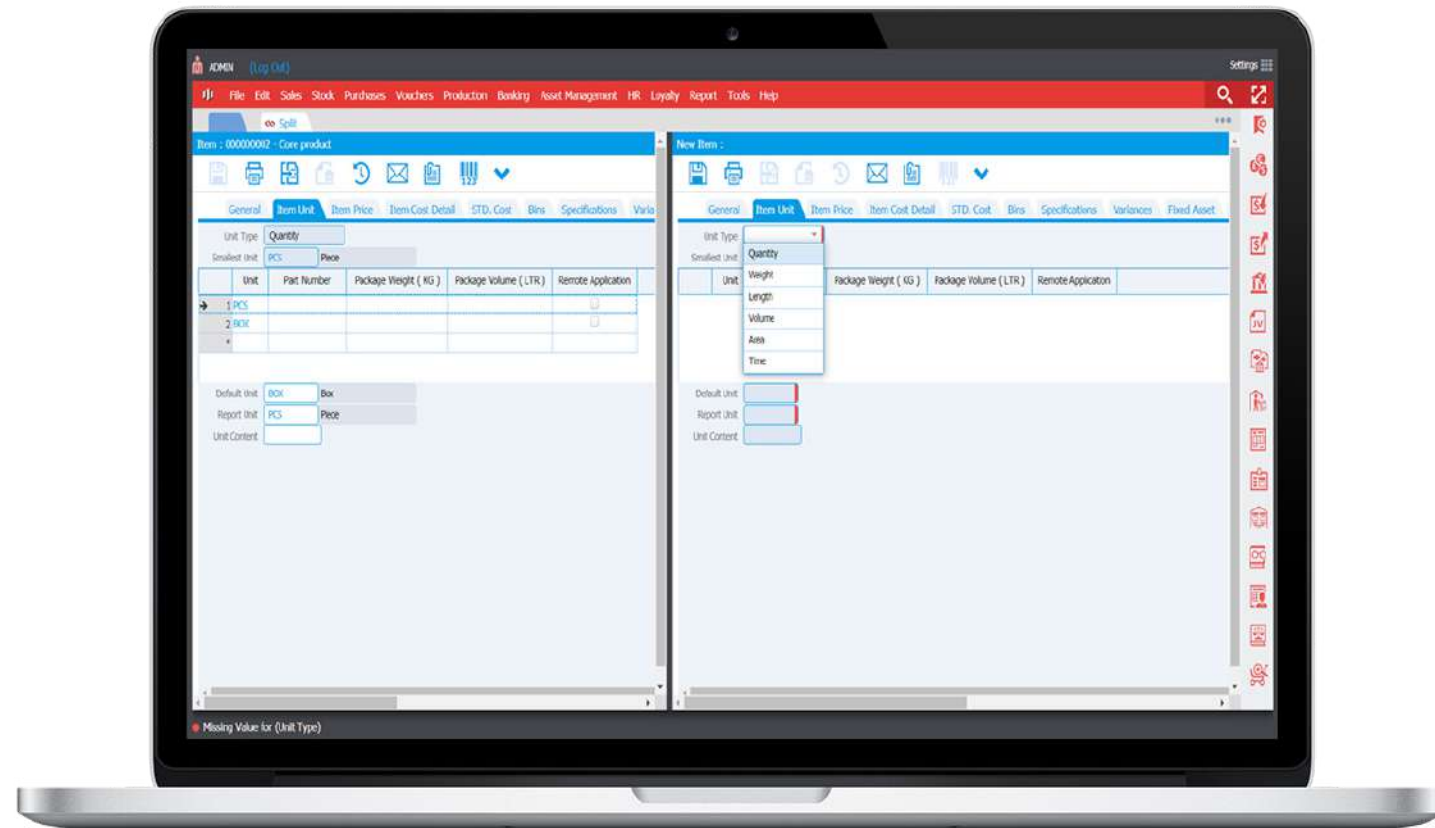 ADMIN (Log Out) Settings
File Edit Sales Stock Purchases Vouchers Production Banking Asset Management HR Loyalty Report Tools Help
Split
Item : 000000002 - Core product
123
General Item Unit Item Price Item Cost Detail STD. Cost Bins Specifications Varia
Unit Type Quantity
Smallest Unit PCS Piece
Unit Part Number Package Weight ( KG ) Package Volume ( LTR ) Remote Application
1 PCS
2 BOX
*
Default Unit BOX Box
Report Unit PCS Piece
Unit Content
New Item :
General Item Unit Item Price Item Cost Detail STD. Cost Bins Specifications Variances Fixed Asset
Unit Type
Smallest Unit
Quantity
Weight
Length
Volume
Area
Time
Unit Package Weight ( KG ) Package Volume ( LTR ) Remote Application
Default Unit
Report Unit
Unit Content
JV
Missing Value for (Unit Type)